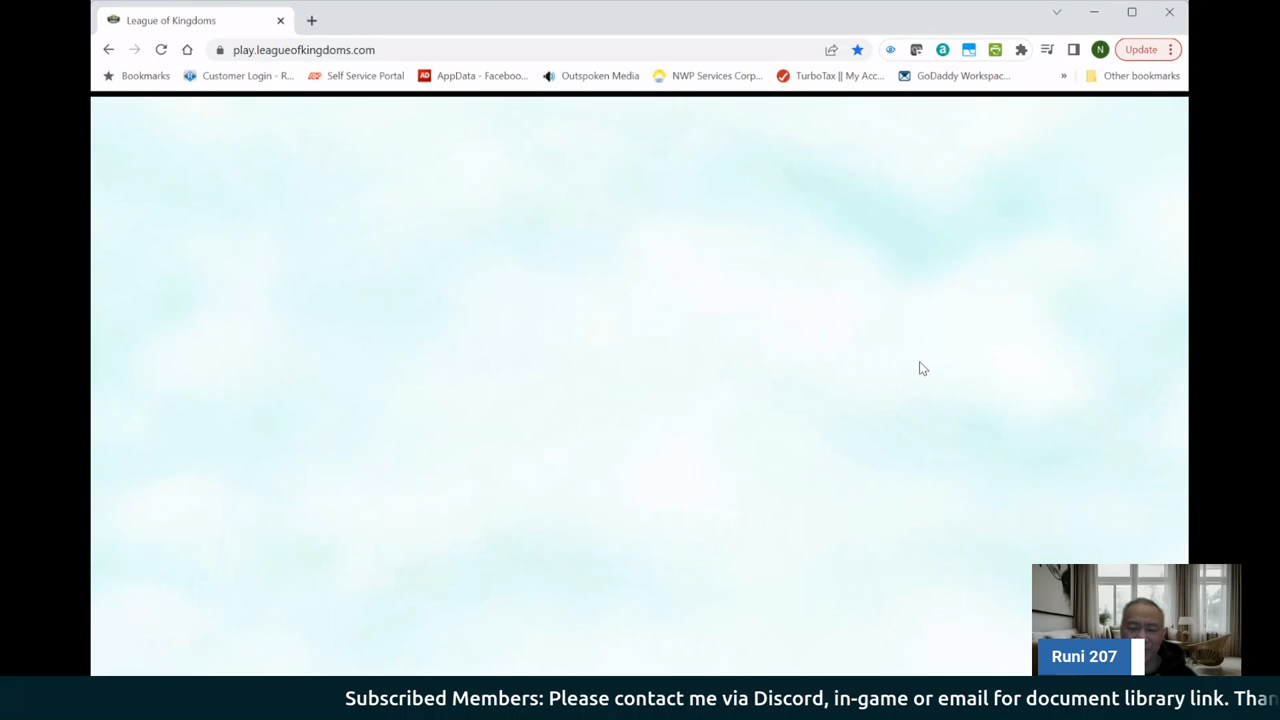 League of Kingdoms
play.leagueofkingdoms.com
N
Update
Bookmarks
Customer Login - R...
Self Service Portal
AD
AppData - Faceboo...
Outspoken Media
NWP Services Corp...
TurboTax || My Acc...
GoDaddy Workspac...
»
Other bookmarks
Runi 207
Subscribed Members: Please contact me via Discord, in-game or email for document library link. Than